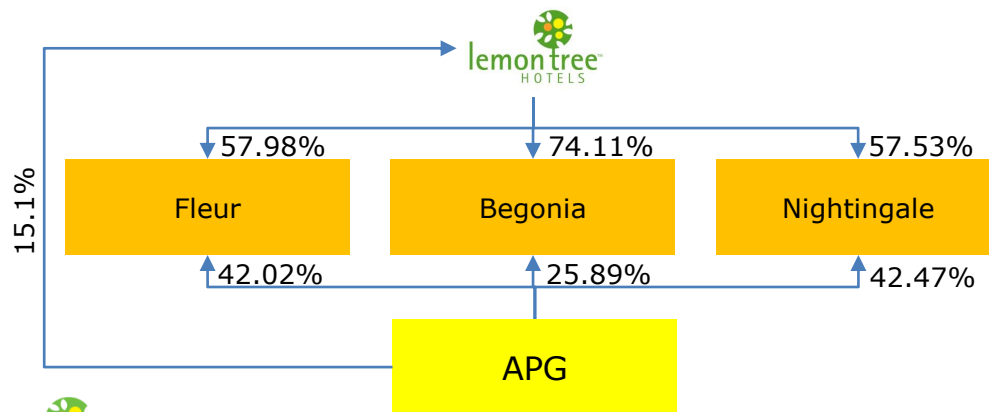 lemon tree
HOTELS
57.98%
74.11%
57.53%
15.1%
Fleur
Begonia
Nightingale
42.02%
25.89%
42.47%
APG